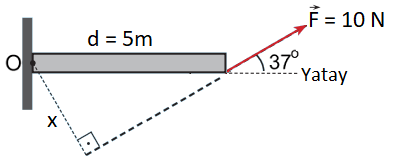 F⃗ = 10 N
d = 5m
O
37°
Yatay
x